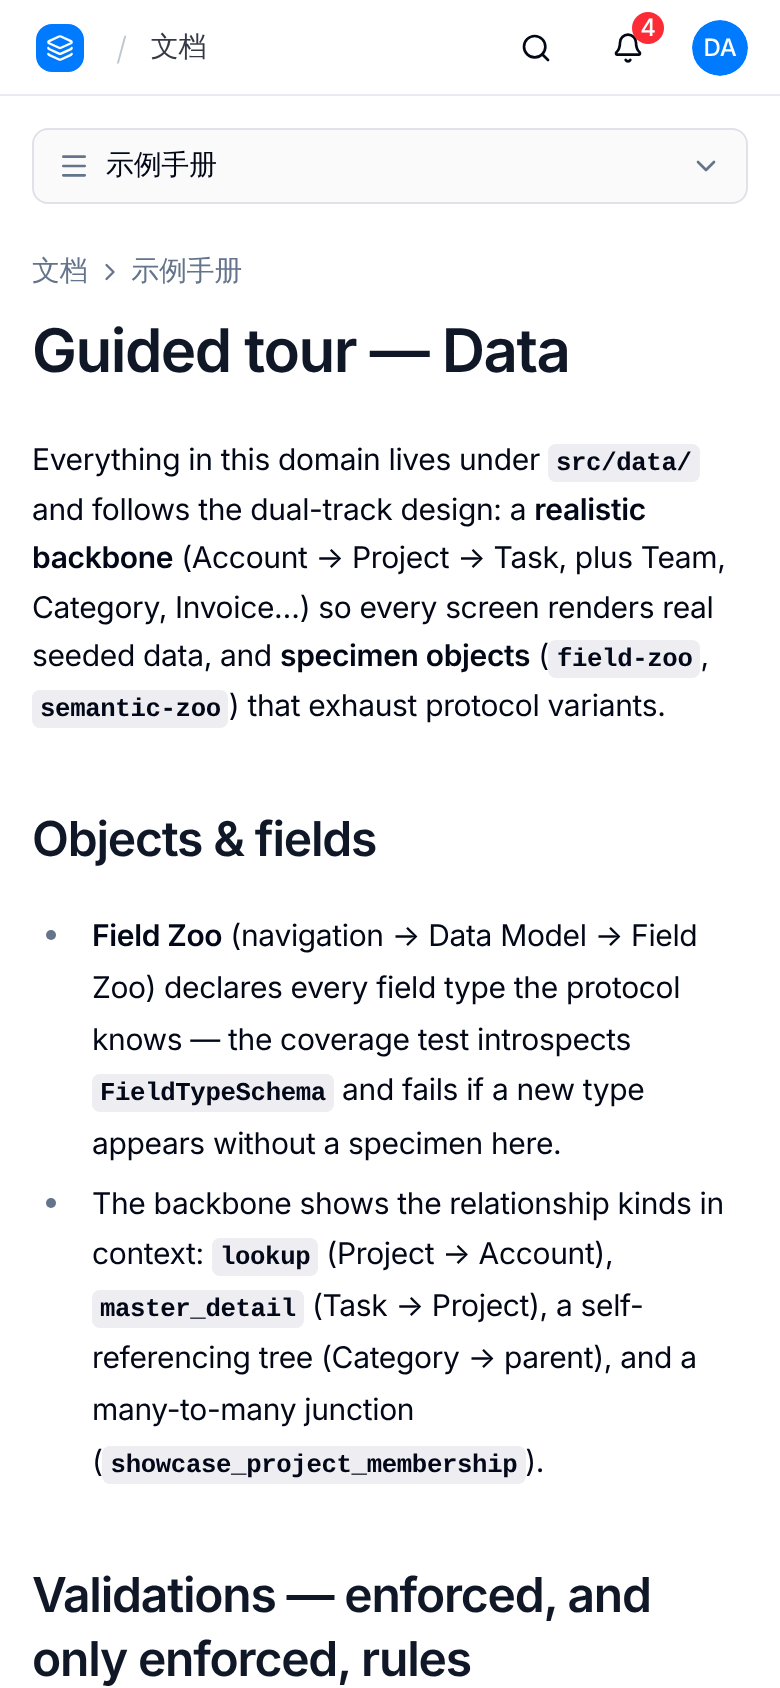 / 文档
4
DA
示例手册
文档 > 示例手册
Guided tour — Data
Everything in this domain lives under src/data/
and follows the dual-track design: a realistic
backbone (Account → Project → Task, plus Team,
Category, Invoice…) so every screen renders real
seeded data, and specimen objects (field-zoo,
semantic-zoo) that exhaust protocol variants.
Objects & fields
• Field Zoo (navigation → Data Model → Field
Zoo) declares every field type the protocol
knows — the coverage test introspects
FieldTypeSchema and fails if a new type
appears without a specimen here.
• The backbone shows the relationship kinds in
context: lookup (Project → Account),
master_detail (Task → Project), a self-
referencing tree (Category → parent), and a
many-to-many junction
(showcase_project_membership).
Validations — enforced, and
only enforced, rules